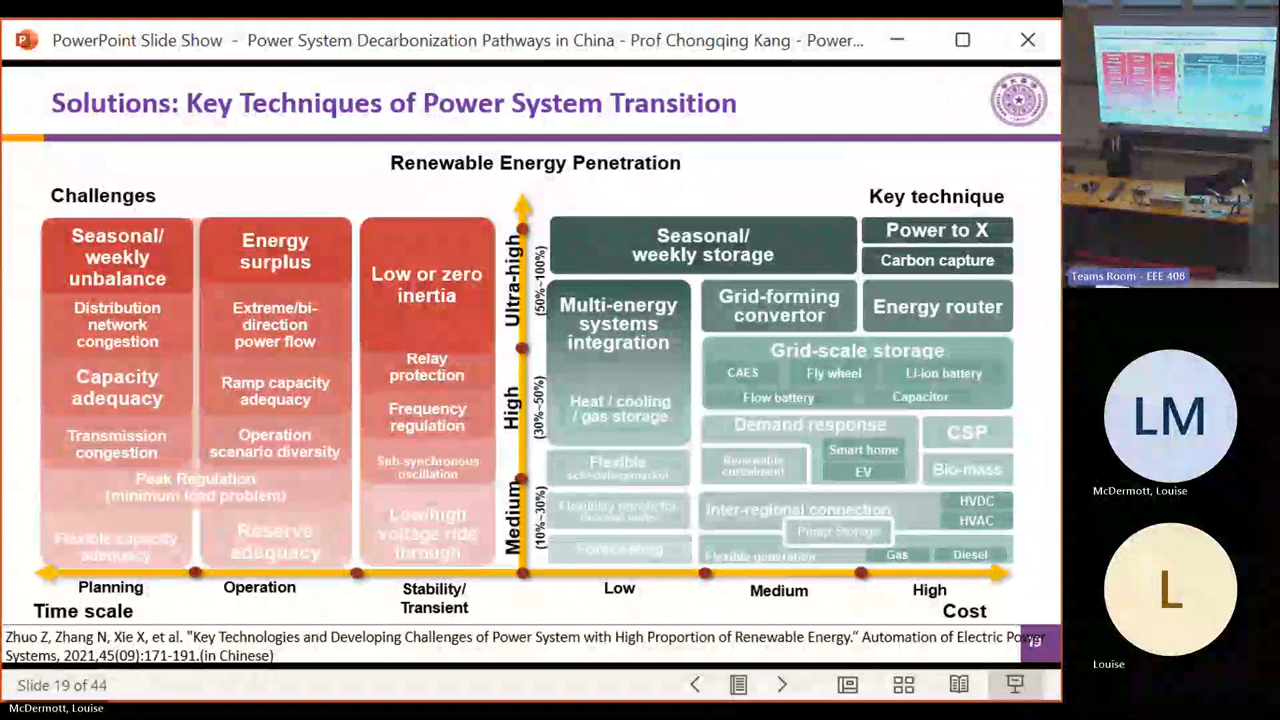 PowerPoint Slide Show - Power System Decarbonization Pathways in China - Prof Chongqing Kang - Power...
Solutions: Key Techniques of Power System Transition
Renewable Energy Penetration
Challenges
Key technique
Seasonal/
weekly
unbalance
Distribution
network
congestion
Capacity
adequacy
Transmission
congestion
Energy
surplus
Extreme/bi-
direction
power flow
Ramp capacity
adequacy
Operation
scenario diversity
Peak Regulation
(minimum load problem)
Flexible capacity
adequacy
Reserve
adequacy
Low or zero
inertia
Relay
protection
Frequency
regulation
Sub-synchronous
oscillation
Low/high
voltage ride
through
Ultra-high
(50%~100%)
High
(30%~50%)
Medium
(10%~30%)
Seasonal/
weekly storage
Power to X
Carbon capture
Multi-energy
systems
integration
Heat / cooling
/ gas storage
Grid-forming
convertor
Energy router
Grid-scale storage
CAES
Fly wheel
Li-ion battery
Flow battery
Capacitor
Demand response
Renewable
curtailment
Smart home
EV
CSP
Bio-mass
Flexible
scheduling/market
Flexibility retrofit for
thermal units
Forecasting
Inter-regional connection
HVDC
HVAC
Pump Storage
Flexible generation
Gas
Diesel
Planning
Operation
Stability/
Transient
Low
Medium
High
Time scale
Cost
Zhuo Z, Zhang N, Xie X, et al. "Key Technologies and Developing Challenges of Power System with High Proportion of Renewable Energy.“ Automation of Electric Power
Systems, 2021,45(09):171-191.(in Chinese)
19
Slide 19 of 44
McDermott, Louise
Teams Room - EEE 408
LM
McDermott, Louise
L
Louise